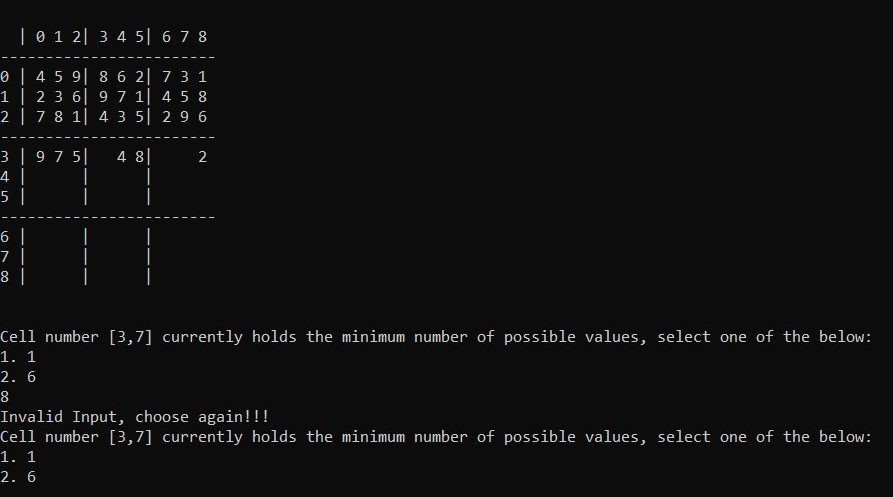 | 0 1 2| 3 4 5| 6 7 8
------------------------
0 | 4 5 9| 8 6 2| 7 3 1
1 | 2 3 6| 9 7 1| 4 5 8
2 | 7 8 1| 4 3 5| 2 9 6
------------------------
3 | 9 7 5|   4 8|     2
4 |      |      |
5 |      |      |
------------------------
6 |      |      |
7 |      |      |
8 |      |      |
Cell number [3,7] currently holds the minimum number of possible values, select one of the below:
1. 1
2. 6
8
Invalid Input, choose again!!!
Cell number [3,7] currently holds the minimum number of possible values, select one of the below:
1. 1
2. 6